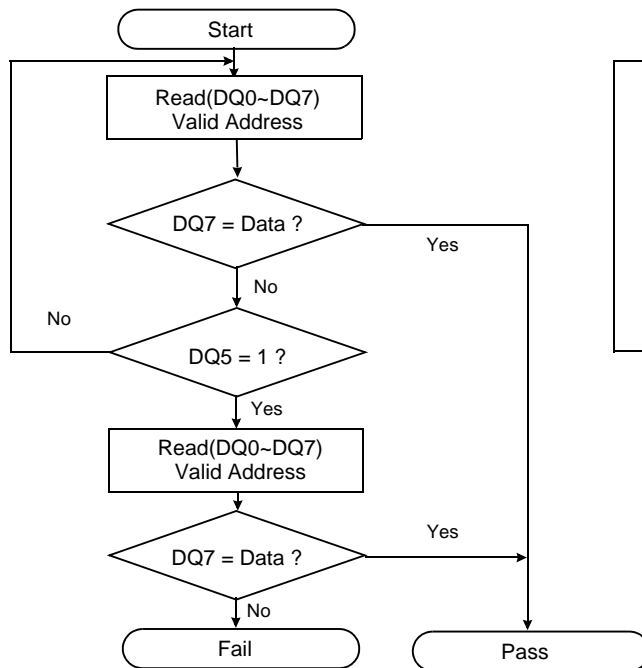 Start
Read(DQ0~DQ7)
Valid Address
DQ7 = Data ?
Yes
No
No
DQ5 = 1 ?
Yes
Read(DQ0~DQ7)
Valid Address
Yes
DQ7 = Data ?
No
Fail
Pass